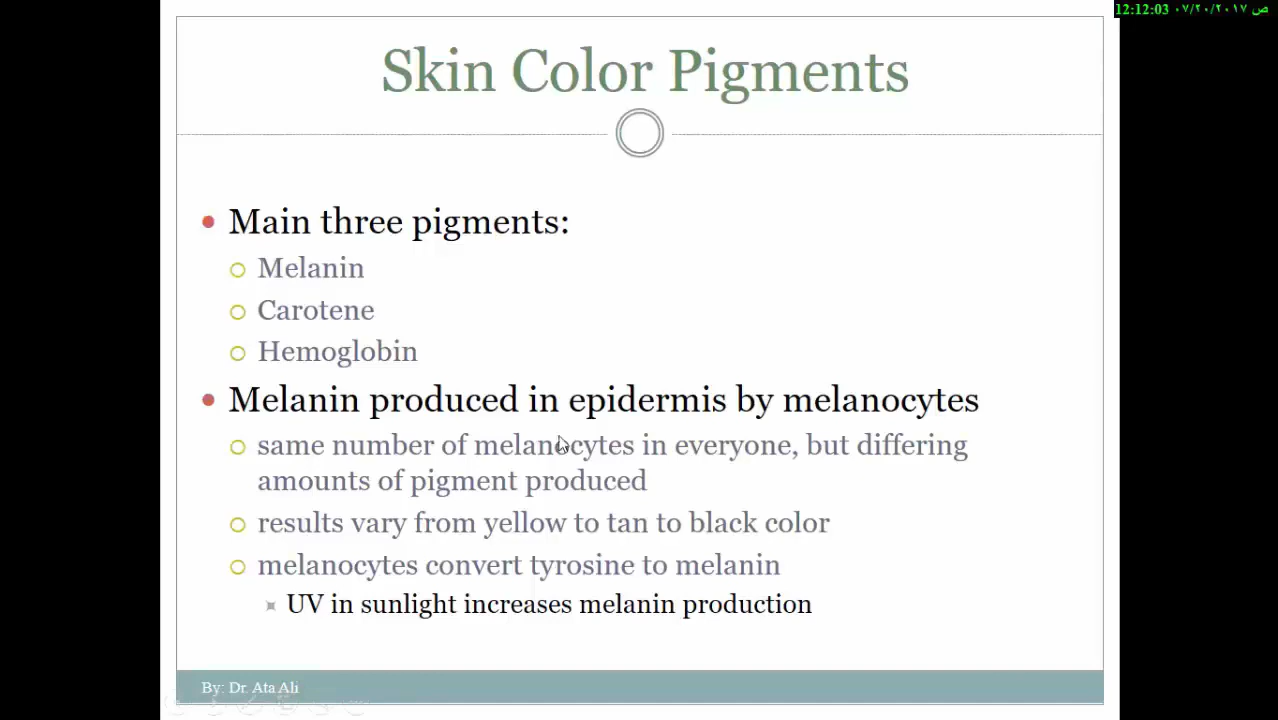 12:12:03 ٠٧/٢٠/٢٠١٧ ص
Skin Color Pigments
Main three pigments:
Melanin
Carotene
Hemoglobin
Melanin produced in epidermis by melanocytes
same number of melanocytes in everyone, but differing
amounts of pigment produced
results vary from yellow to tan to black color
melanocytes convert tyrosine to melanin
UV in sunlight increases melanin production
By: Dr. Ata Ali